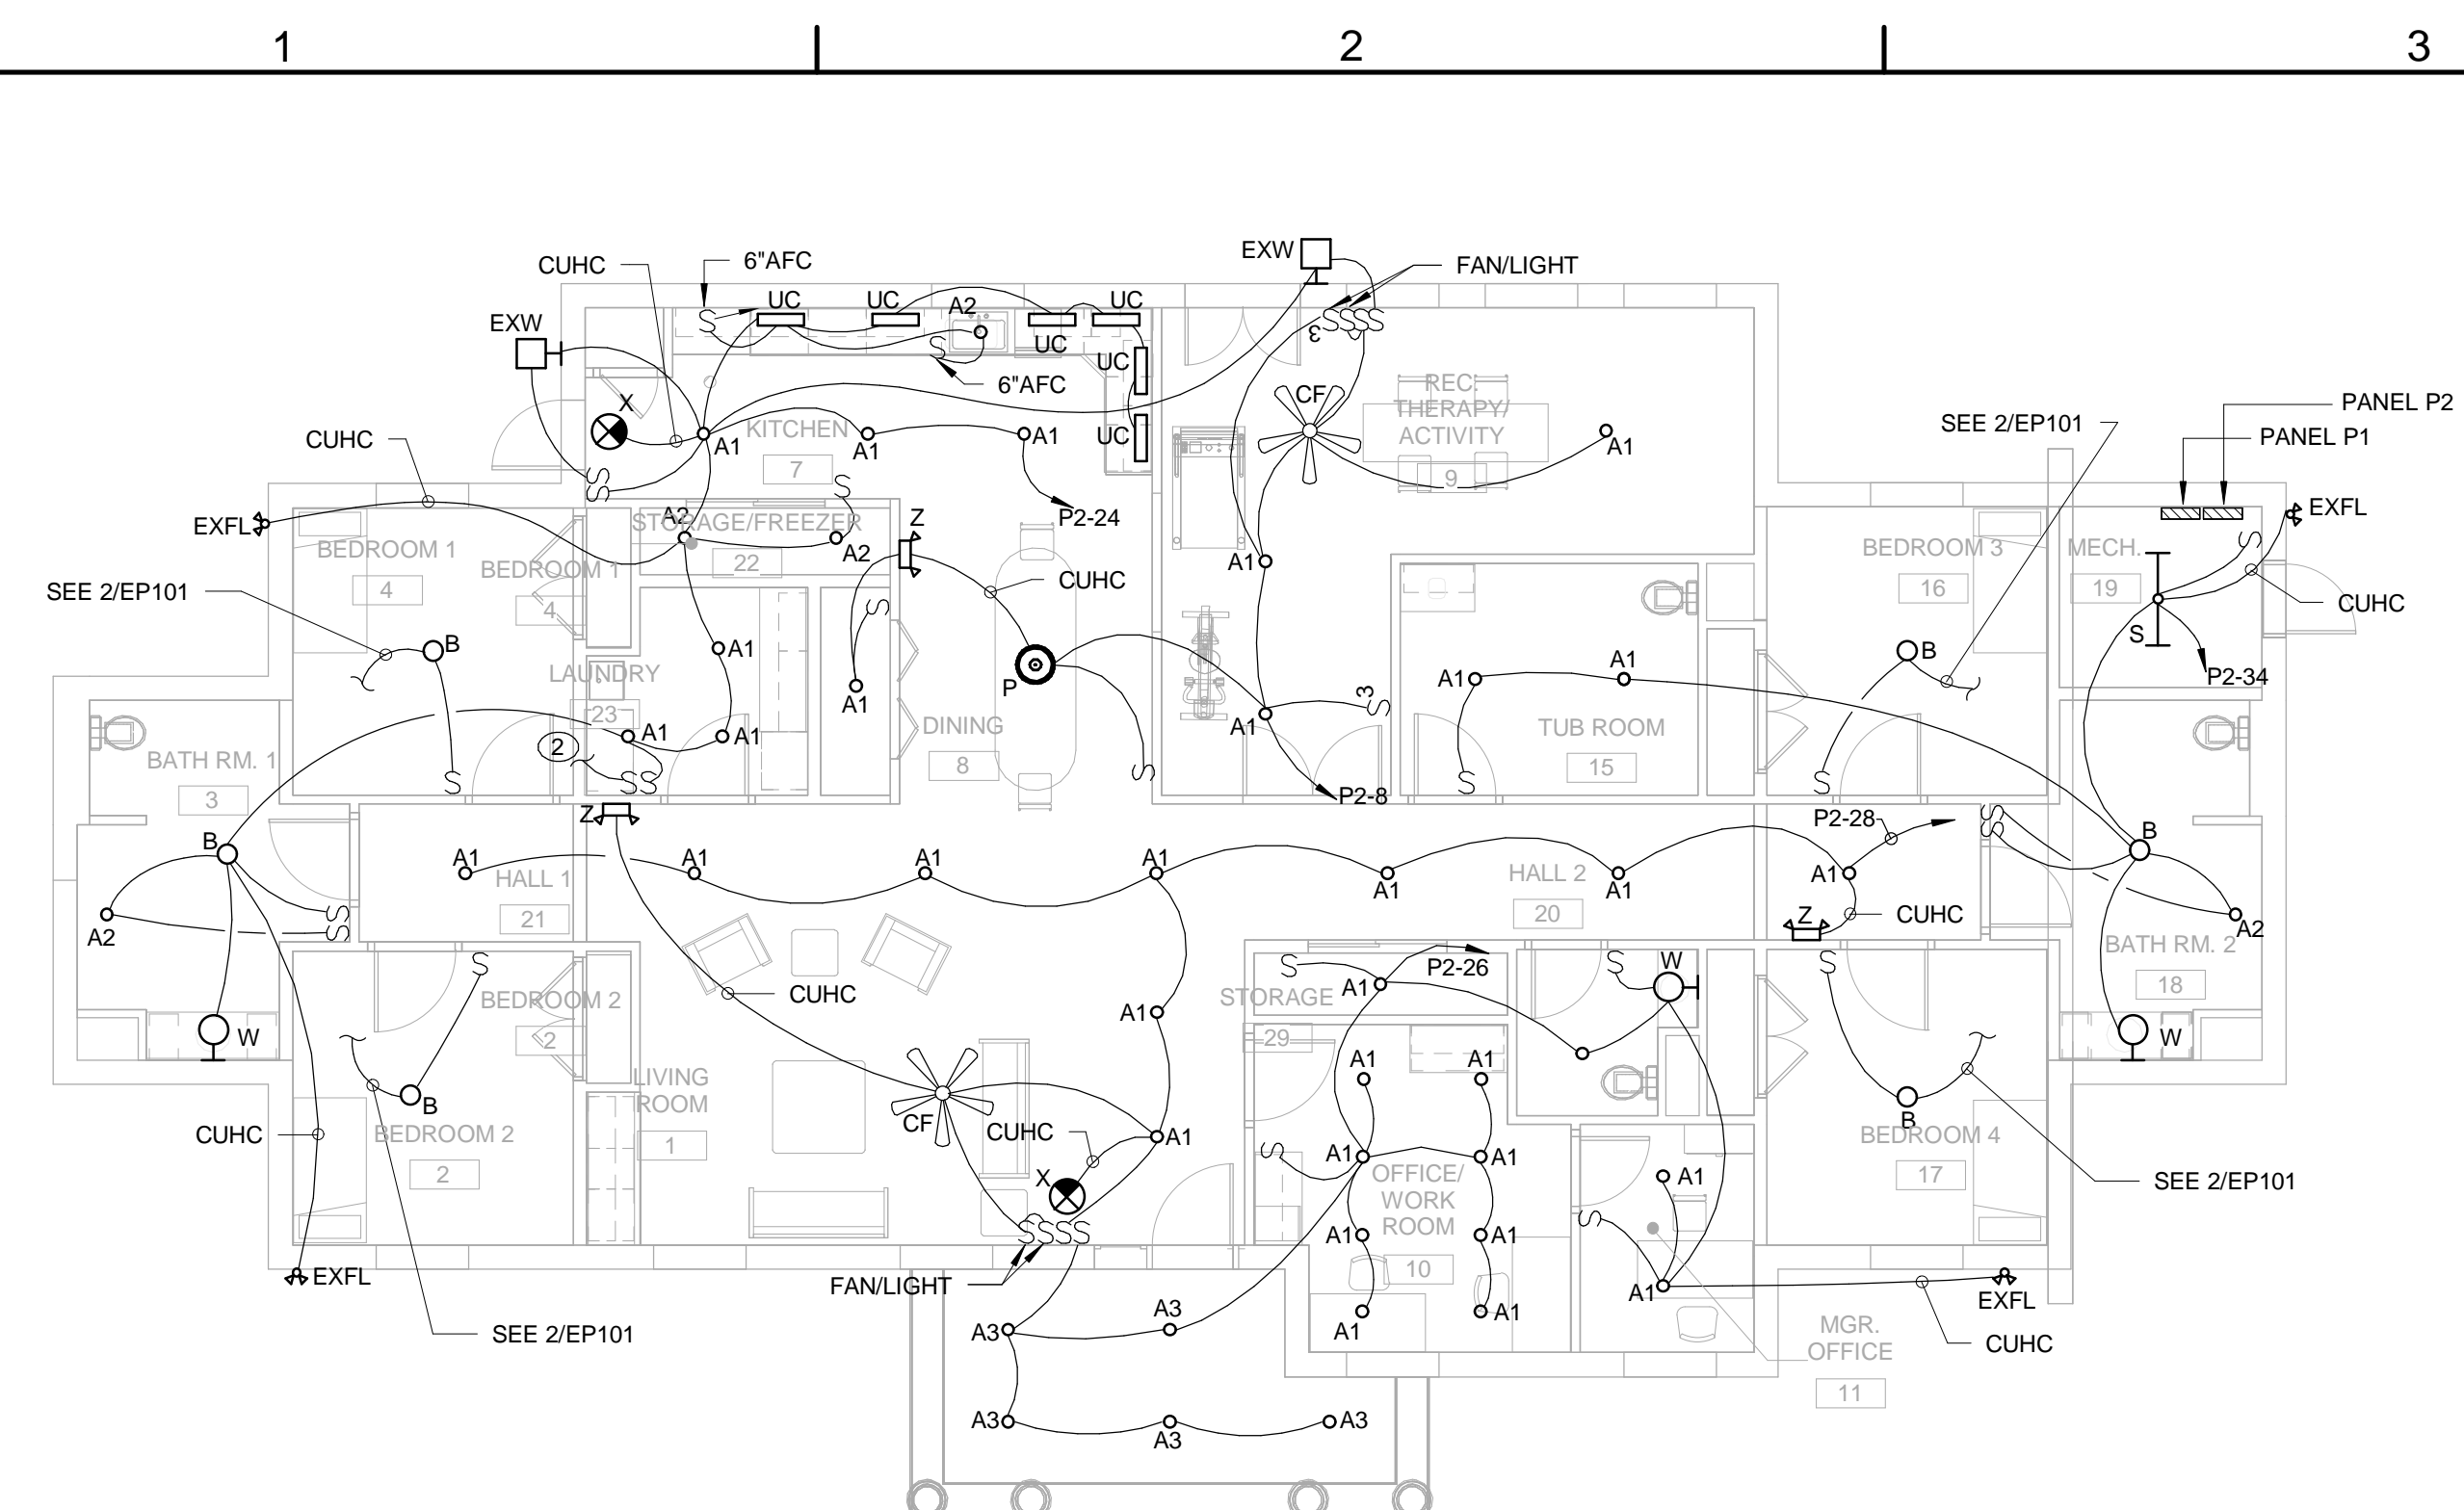 1
2
3
CUHC
6"AFC
EXW
FAN/LIGHT
EXW
UC
UC
A2
UC
UC
UC
6"AFC
UC
X
A1
KITCHEN
7
A1
A1
CF
REC.
THERAPY/
ACTIVITY
9
A1
3
SEE 2/EP101
PANEL P2
PANEL P1
CUHC
EXFL
BEDROOM 1
4
BEDROOM 1
4
A2
STORAGE/FREEZER
22
A2
Z
P2-24
CUHC
A1
BEDROOM 3
16
MECH.
19
EXFL
CUHC
S
P2-34
SEE 2/EP101
B
LAUNDRY
23
A1
A1
A1
2
A1
P
DINING
8
A1
3
P2-8
A1
A1
TUB ROOM
15
B
BATH RM. 1
3
B
A2
W
Z
A1
HALL 1
21
A1
A1
A1
A1
HALL 2
20
A1
P2-28
A1
Z
CUHC
B
A2
BATH RM. 2
18
W
CUHC
BEDROOM 2
2
B
BEDROOM 2
2
LIVING
ROOM
1
CUHC
CF
CUHC
X
A1
A1
STORAGE
29
A1
P2-26
W
A1
A1
A1
A1
OFFICE/
WORK
ROOM
10
A1
A1
A1
A1
A1
A1
B
BEDROOM 4
17
SEE 2/EP101
EXFL
FAN/LIGHT
SEE 2/EP101
A3
A3
A3
A3
A3
EXFL
CUHC
MGR.
OFFICE
11